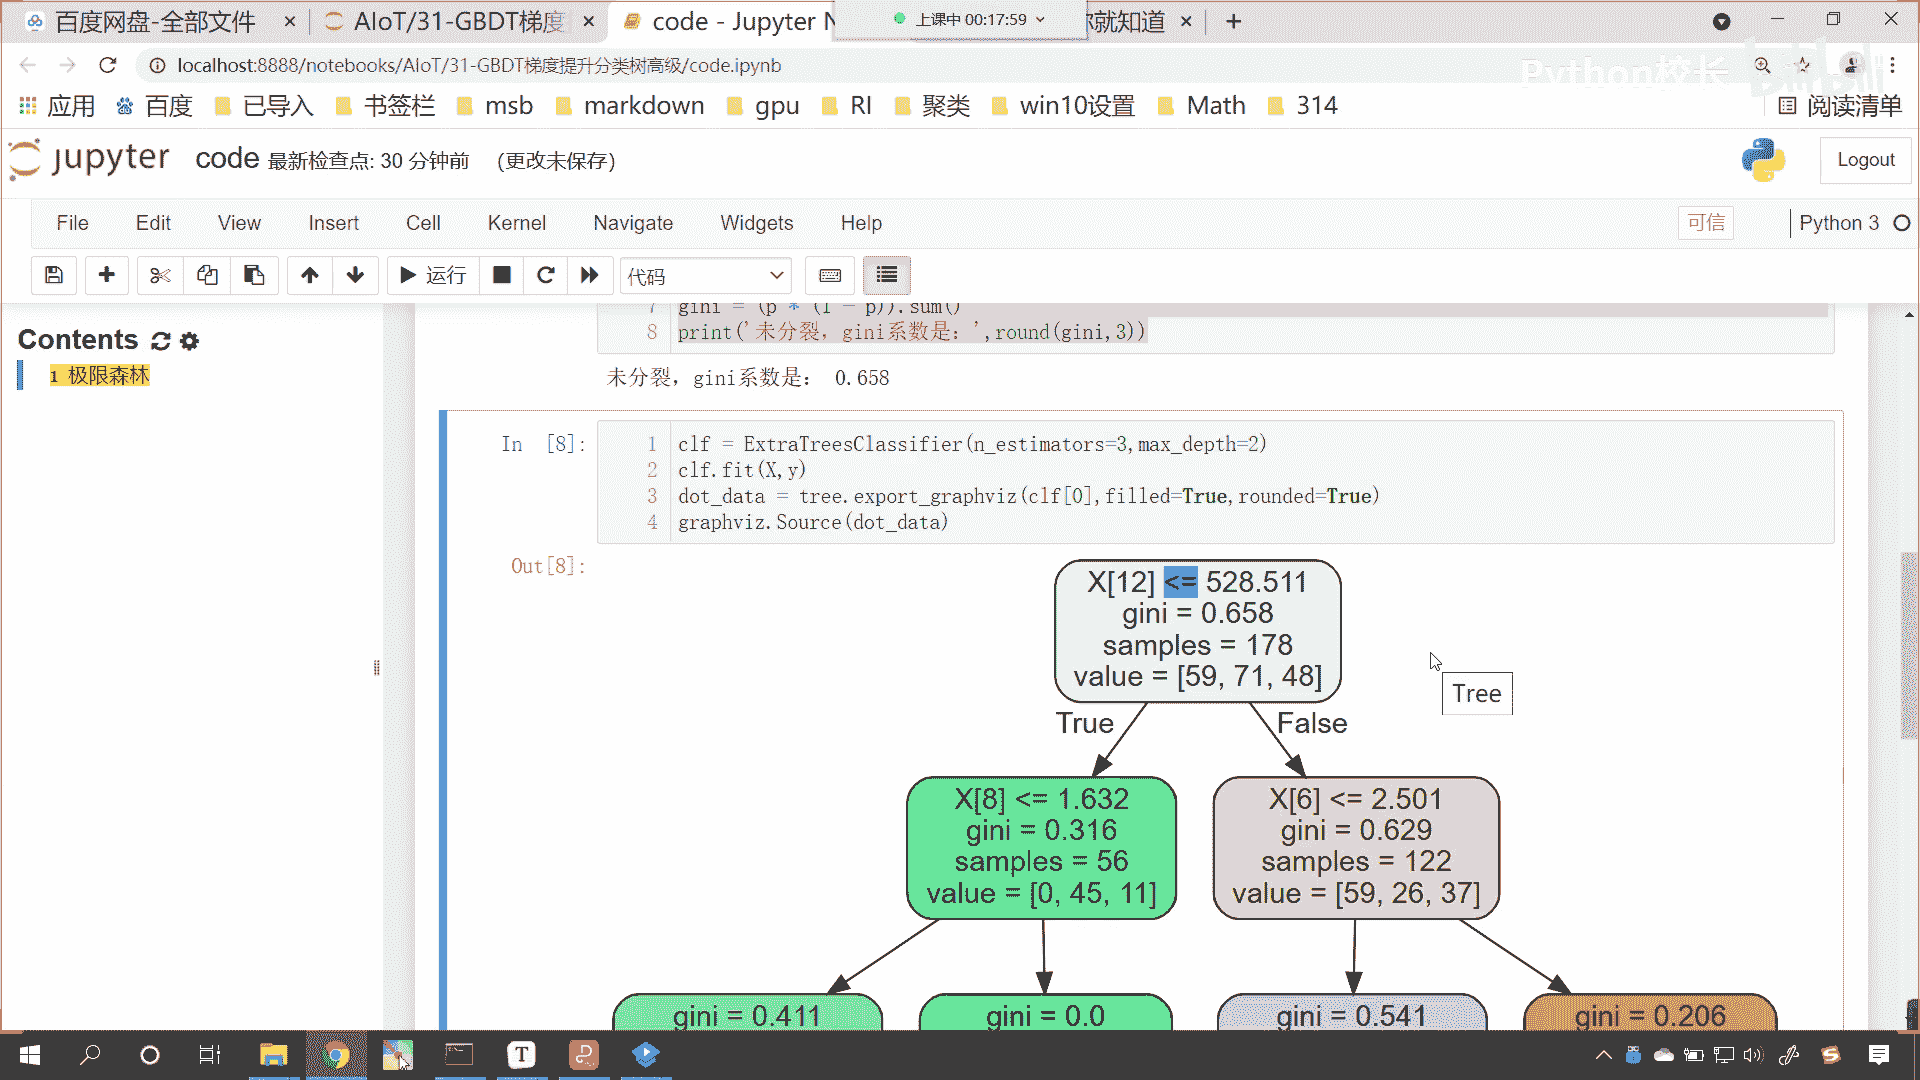 百度网盘-全部文件
AIoT/31-GBDT梯度
code - Jupyter N
上课中 00:17:59
你就知道
localhost:8888/notebooks/AIoT/31-GBDT梯度提升分类树高级/code.ipynb
Python校长
bilibili
应用
百度
已导入
书签栏
msb
markdown
gpu
RI
聚类
win10设置
Math
314
阅读清单
jupyter
code 最新检查点: 30 分钟前 (更改未保存)
Logout
File
Edit
View
Insert
Cell
Kernel
Navigate
Widgets
Help
可信
Python 3
运行
代码
Contents
1 极限森林
7 gini = (p * (1 - p)).sum()
8 print('未分裂，gini系数是：',round(gini,3))
未分裂，gini系数是： 0.658
In [8]:
1 clf = ExtraTreesClassifier(n_estimators=3,max_depth=2)
2 clf.fit(X,y)
3 dot_data = tree.export_graphviz(clf[0],filled=True,rounded=True)
4 graphviz.Source(dot_data)
Out[8]:
X[12] <= 528.511
gini = 0.658
samples = 178
value = [59, 71, 48]
Tree
True
False
X[8] <= 1.632
gini = 0.316
samples = 56
value = [0, 45, 11]
X[6] <= 2.501
gini = 0.629
samples = 122
value = [59, 26, 37]
gini = 0.411
gini = 0.0
gini = 0.541
gini = 0.206